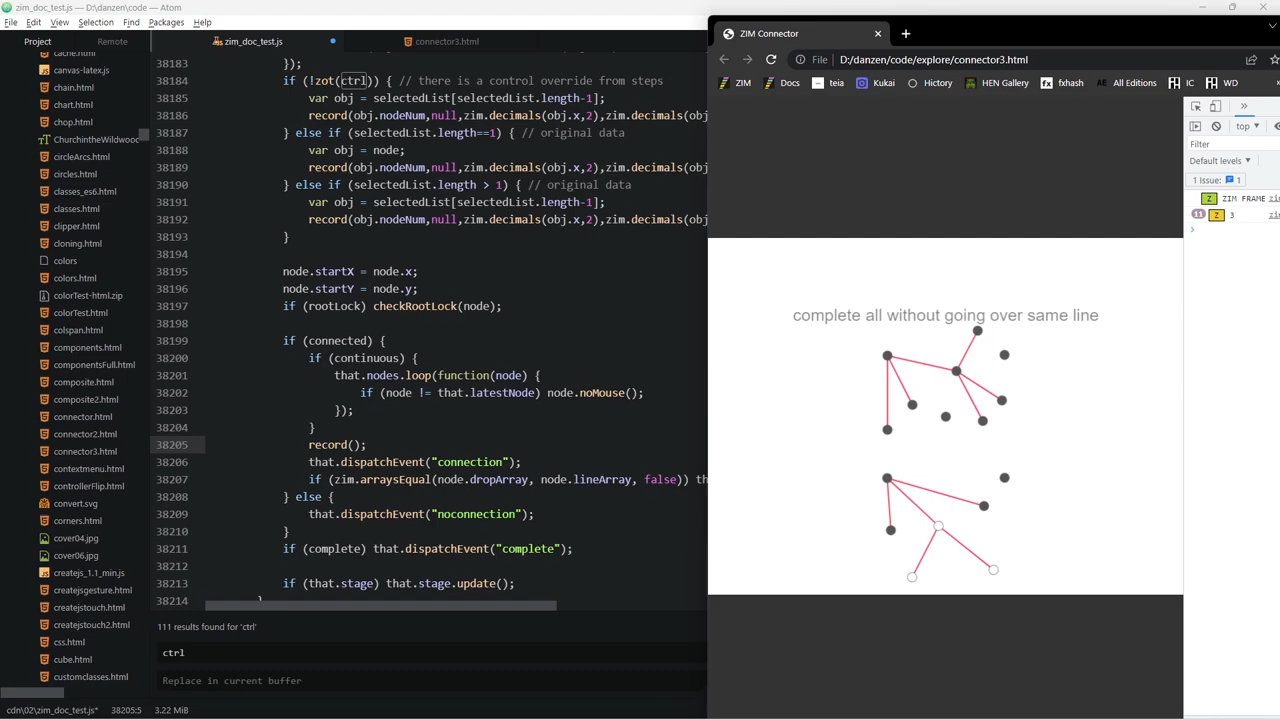 zim_doc_test.js — D:\danzen\code — Atom
File Edit View Selection Find Packages Help
Project Remote
zim_doc_test.js
connector3.html
cache.html
canvas-latex.js
chain.html
chart.html
chop.html
ChurchintheWildwood
circleArcs.html
circles.html
classes_es6.html
classes.html
clipper.html
cloning.html
colors
colors.html
colorTest-html.zip
colorTest.html
colspan.html
components.html
componentsFull.html
composite.html
composite2.html
connector.html
connector2.html
connector3.html
contextmenu.html
controllerFlip.html
convert.svg
corners.html
cover04.jpg
cover06.jpg
createjs_1.1_min.js
createjsgesture.html
createjstouch.html
createjstouch2.html
css.html
cube.html
customclasses.html
38183 });
38184 if (!zot(ctrl)) { // there is a control override from steps
38185 var obj = selectedList[selectedList.length-1];
38186 record(obj.nodeNum,null,zim.decimals(obj.x,2),zim.decimals(obj
38187 } else if (selectedList.length==1) { // original data
38188 var obj = node;
38189 record(obj.nodeNum,null,zim.decimals(obj.x,2),zim.decimals(obj
38190 } else if (selectedList.length > 1) { // original data
38191 var obj = selectedList[selectedList.length-1];
38192 record(obj.nodeNum,null,zim.decimals(obj.x,2),zim.decimals(obj
38193 }
38194
38195 node.startX = node.x;
38196 node.startY = node.y;
38197 if (rootLock) checkRootLock(node);
38198
38199 if (connected) {
38200 if (continuous) {
38201 that.nodes.loop(function(node) {
38202 if (node != that.latestNode) node.noMouse();
38203 });
38204 }
38205 record();
38206 that.dispatchEvent("connection");
38207 if (zim.arraysEqual(node.dropArray, node.lineArray, false)) th
38208 } else {
38209 that.dispatchEvent("noconnection");
38210 }
38211 if (complete) that.dispatchEvent("complete");
38212
38213 if (that.stage) that.stage.update();
38214 }
111 results found for 'ctrl'
ctrl
Replace in current buffer
cdn\02\zim_doc_test.js* 38205:5 3.22 MiB
ZIM Connector
File D:/danzen/code/explore/connector3.html
ZIM Docs teia Kukai Hictory HEN Gallery fxhash All Editions IC WD
complete all without going over same line
top
Filter
Default levels
1 Issue: 1
Z ZIM FRAME zi
11 Z 3 zi